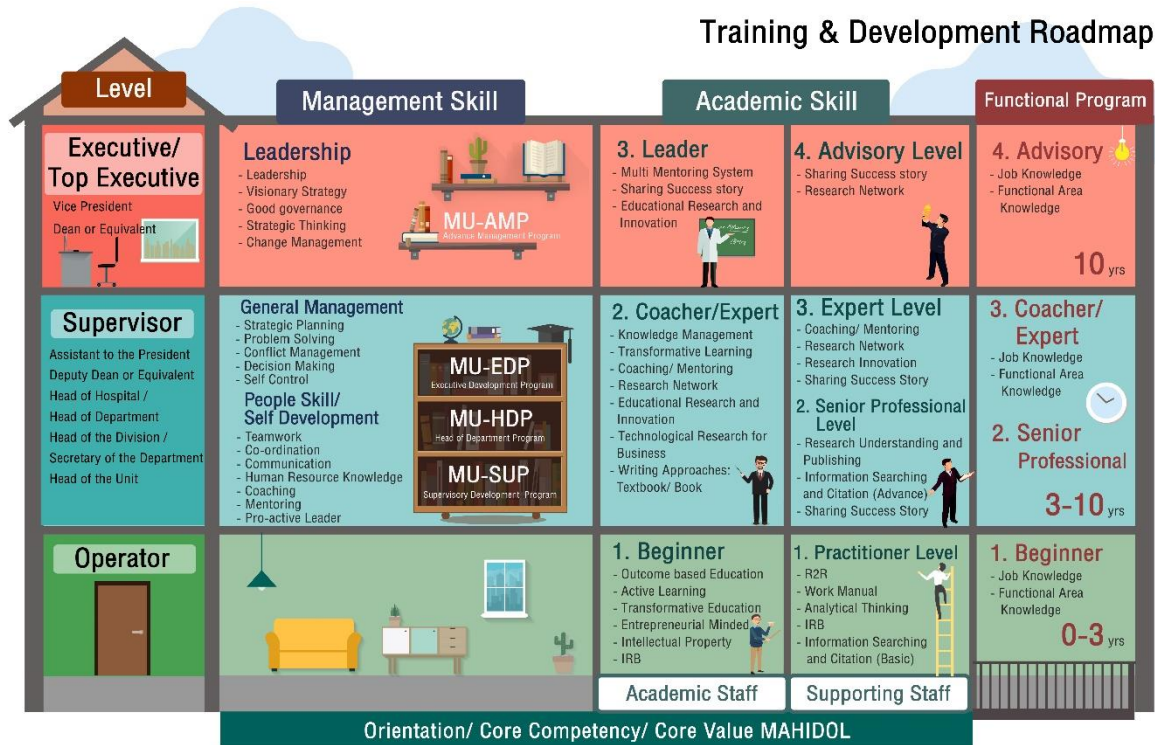 Training & Development Roadmap
Level
Management Skill
Academic Skill
Functional Program
Executive/
Top Executive
Vice President
Dean or Equivalent
Leadership
- Leadership
- Visionary Strategy
- Good governance
- Strategic Thinking
- Change Management
MU-AMP
Advance Management Program
3. Leader
- Multi Mentoring System
- Sharing Success story
- Educational Research and
Innovation
4. Advisory Level
- Sharing Success story
- Research Network
4. Advisory
- Job Knowledge
- Functional Area
Knowledge
10 yrs
Supervisor
Assistant to the President
Deputy Dean or Equivalent
Head of Hospital /
Head of Department
Head of the Division /
Secretary of the Department
Head of the Unit
General Management
- Strategic Planning
- Problem Solving
- Conflict Management
- Decision Making
- Self Control
People Skill/
Self Development
- Teamwork
- Co-ordination
- Communication
- Human Resource Knowledge
- Coaching
- Mentoring
- Pro-active Leader
MU-EDP
Executive Development Program
MU-HDP
Head of Department Program
MU-SUP
Supervisory Development Program
2. Coacher/Expert
- Knowledge Management
- Transformative Learning
- Coaching/ Mentoring
- Research Network
- Educational Research and
Innovation
- Technological Research for
Business
- Writing Approaches:
Textbook/ Book
3. Expert Level
- Coaching/ Mentoring
- Research Network
- Research Innovation
- Sharing Success Story
2. Senior Professional
Level
- Research Understanding and
Publishing
- Information Searching
and Citation (Advance)
- Sharing Success Story
3. Coacher/
Expert
- Job Knowledge
- Functional Area
Knowledge
2. Senior
Professional
3-10 yrs
Operator
1. Beginner
- Outcome based Education
- Active Learning
- Transformative Education
- Entrepreneurial Minded
- Intellectual Property
- IRB
1. Practitioner Level
- R2R
- Work Manual
- Analytical Thinking
- IRB
- Information Searching
and Citation (Basic)
1. Beginner
- Job Knowledge
- Functional Area
Knowledge
0-3 yrs
Academic Staff
Supporting Staff
Orientation/ Core Competency/ Core Value MAHIDOL